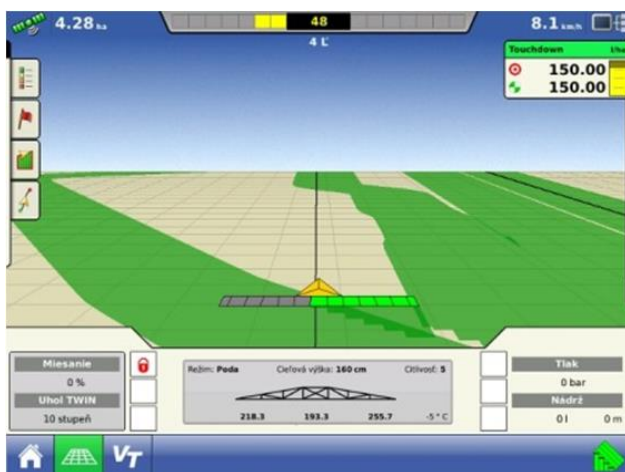 4.28 ha
48
8.1 km/h
4 Ľ
Touchdown l/ha
150.00
150.00
Miesanie
0 %
Uhol TWIN
10 stupeň
Režim: Poda Cieľová výška: 160 cm Citlivosť: 5
218.3 193.3 255.7 -5 ° C
Tlak
0 bar
Nádrž
0 l 0 m
VT